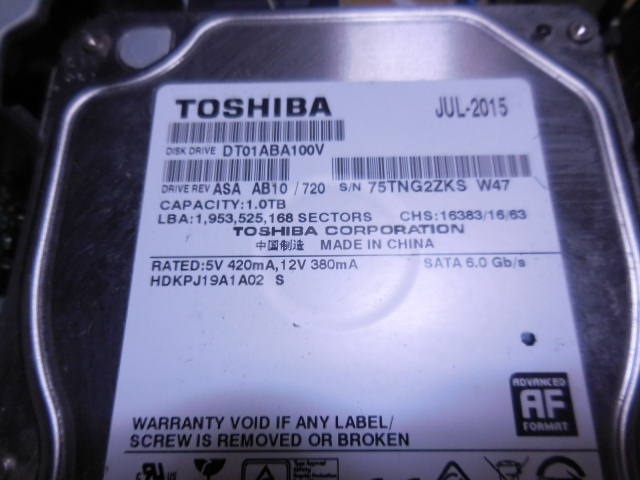 TOSHIBA JUL-2015
DISK DRIVE DT01ABA100V
DRIVE REV ASA AB10 / 720 S/N 75TNG2ZKS W47
CAPACITY:1.0TB
LBA:1,953,525,168 SECTORS CHS:16383/16/63
TOSHIBA CORPORATION
中国制造 MADE IN CHINA
RATED:5V 420mA,12V 380mA SATA 6.0 Gb/s
HDKPJ19A1A02 S
ADVANCED
AF
FORMAT
WARRANTY VOID IF ANY LABEL/
SCREW IS REMOVED OR BROKEN